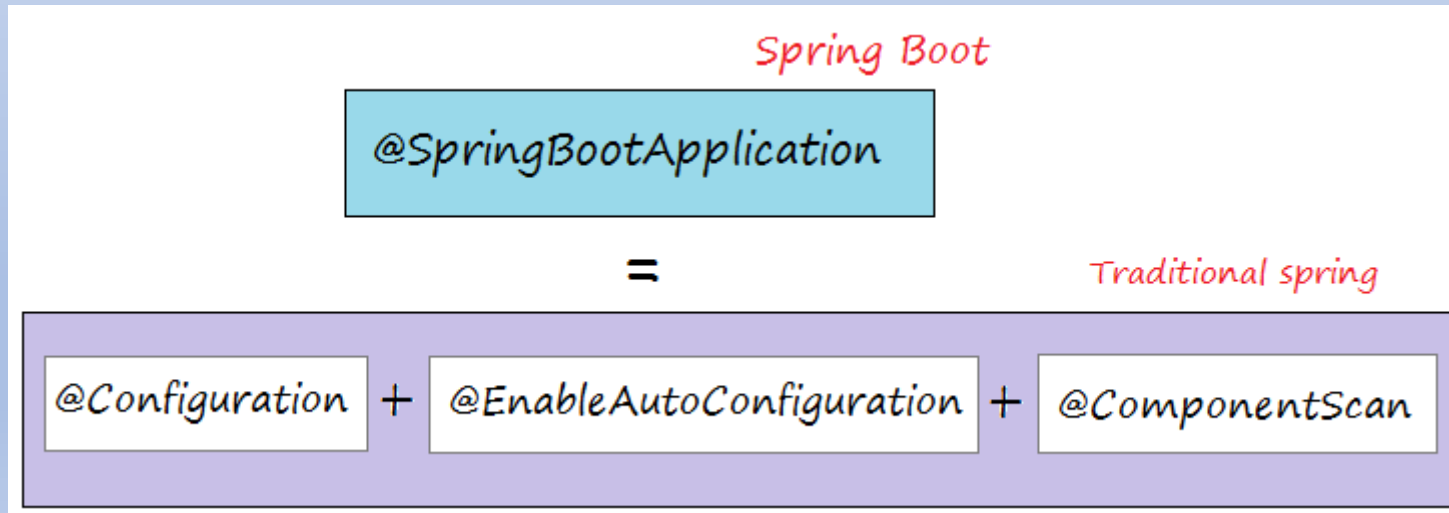 Spring Boot
@SpringBootApplication
=
Traditional spring
@Configuration + @EnableAutoConfiguration + @ComponentScan